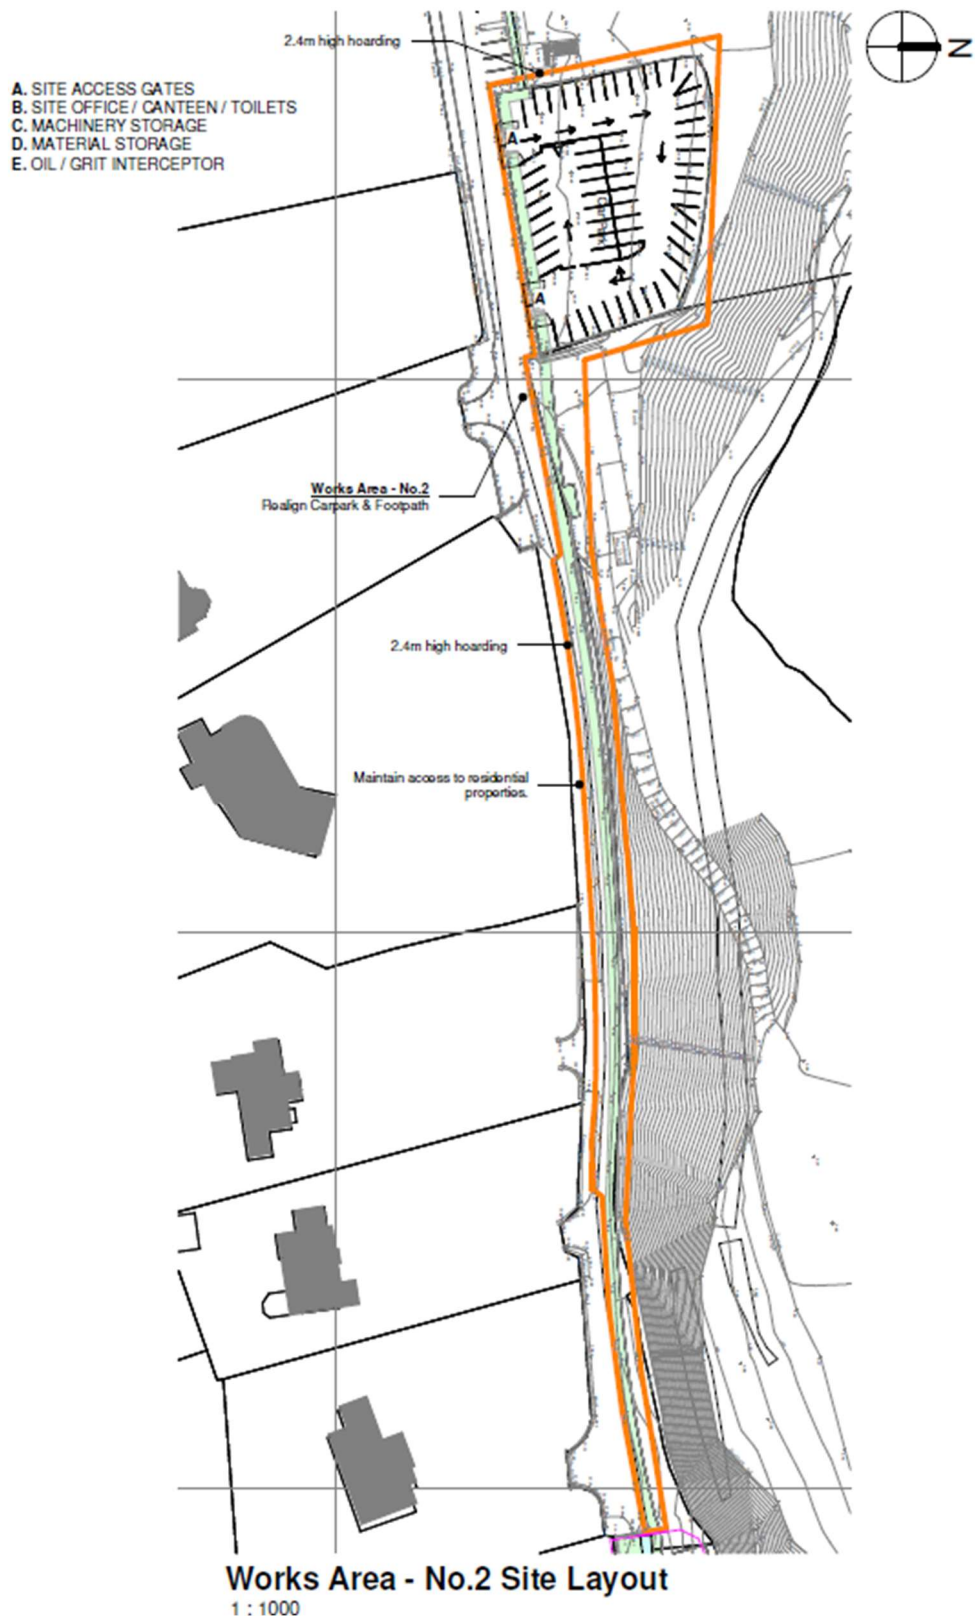 2.4m high hoarding
N
A. SITE ACCESS GATES
B. SITE OFFICE / CANTEEN / TOILETS
C. MACHINERY STORAGE
D. MATERIAL STORAGE
E. OIL / GRIT INTERCEPTOR
A
A
Works Area - No.2
Realign Carpark & Footpath
2.4m high hoarding
Maintain access to residential
properties.
Works Area - No.2 Site Layout
1 : 1000